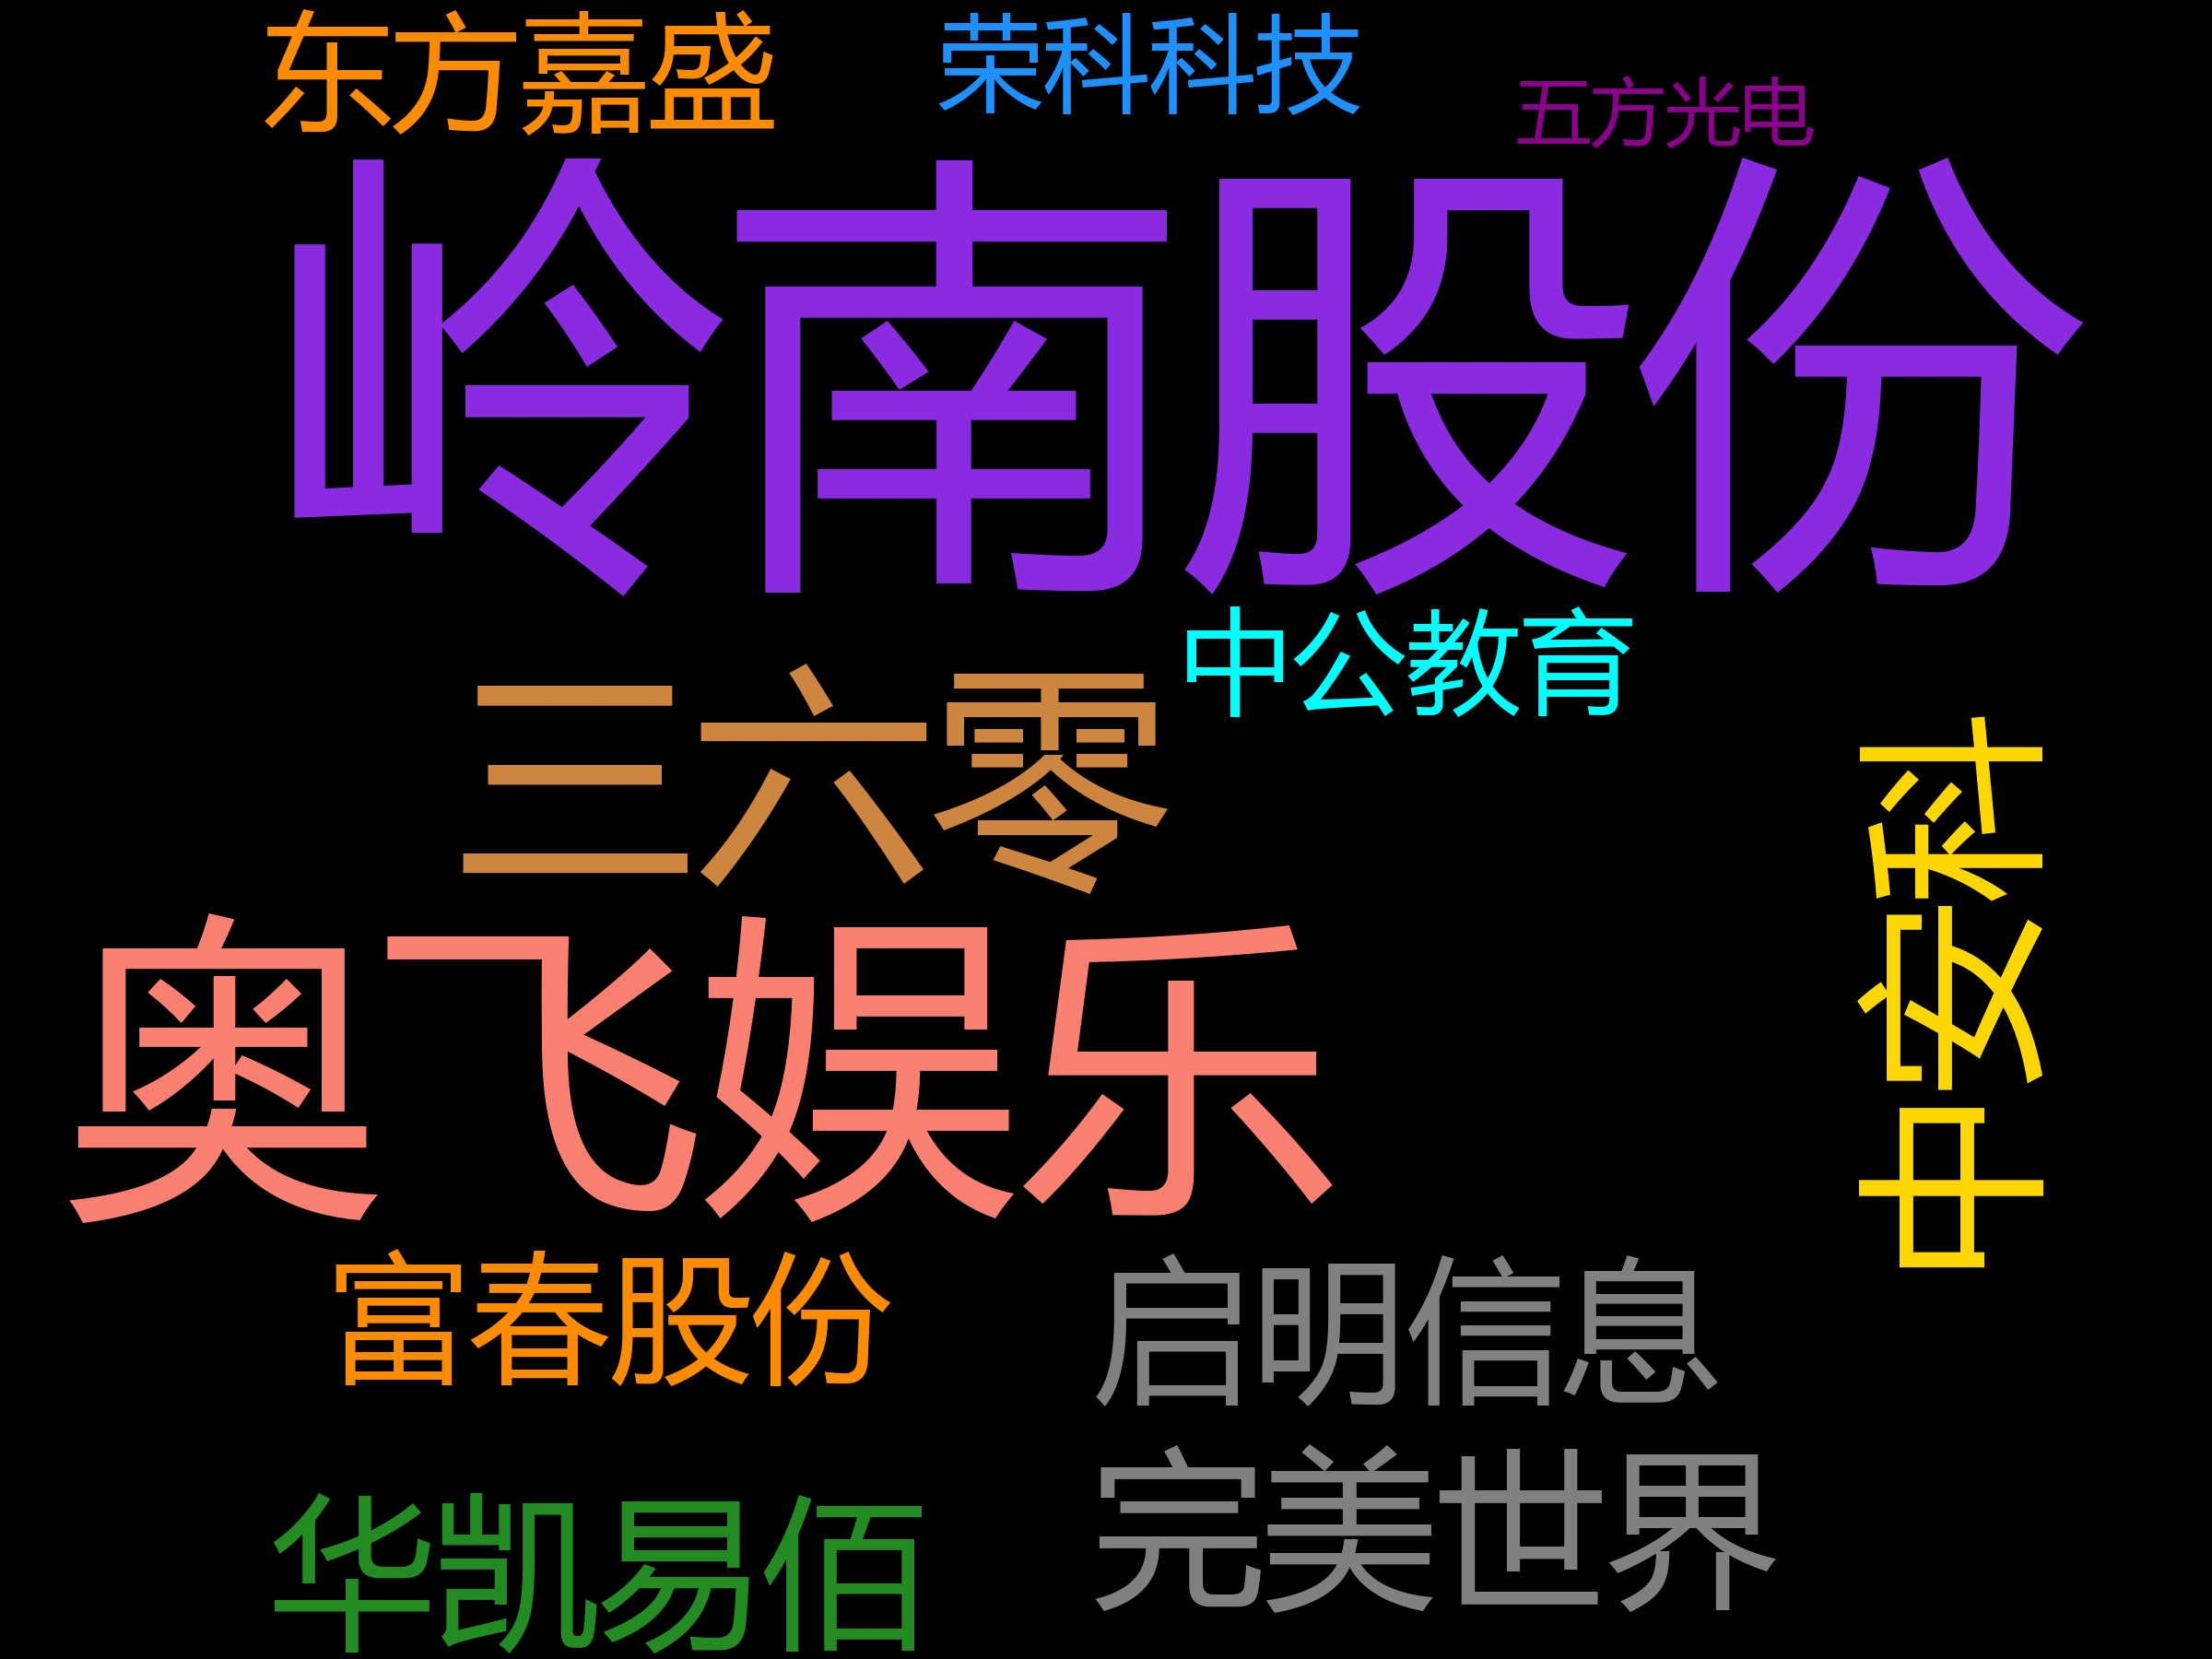 东方嘉盛
荣科科技
五方光电
岭南股份
中公教育
三六零
中安科
奥飞娱乐
富春股份
启明信息
完美世界
华凯易佰